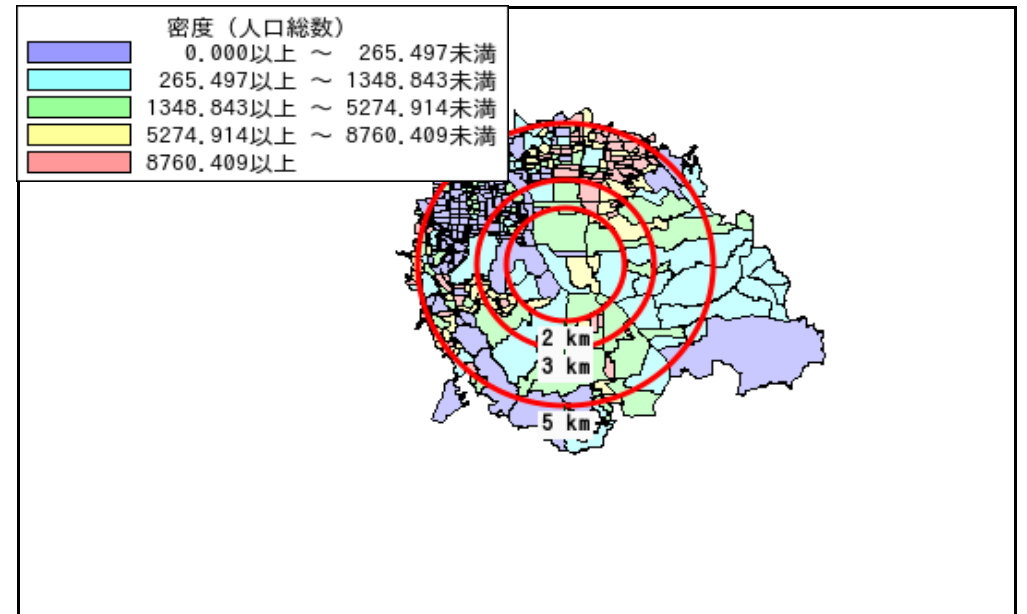 密度（人口総数）
0.000以上 ～ 265.497未満
265.497以上 ～ 1348.843未満
1348.843以上 ～ 5274.914未満
5274.914以上 ～ 8760.409未満
8760.409以上
2 km
3 km
5 km